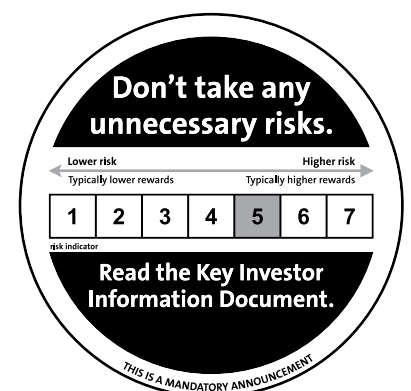 Don't take any
unnecessary risks.
Lower risk Higher risk
Typically lower rewards Typically higher rewards
1 2 3 4 5 6 7
risk indicator
Read the Key Investor
Information Document.
THIS IS A MANDATORY ANNOUNCEMENT